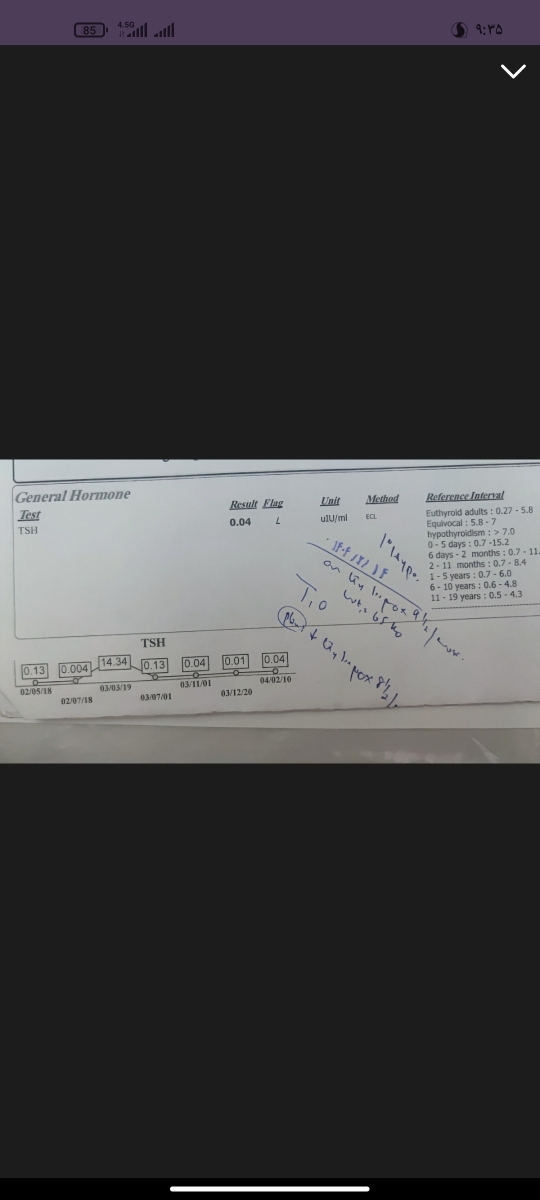 85
4.5G
۹:۳۵
General Hormone
Test Result Flag Unit Method Reference Interval
TSH 0.04 L uIU/ml ECL
Euthyroid adults : 0.27 - 5.8
Equivocal : 5.8 - 7
hypothyroidism : > 7.0
0 - 5 days : 0.7 -15.2
6 days - 2 months : 0.7 - 11.
2 - 11 months : 0.7 - 8.4
1 - 5 years : 0.7 - 6.0
6 - 10 years : 0.6 - 4.8
11 - 19 years : 0.5 - 4.3
TSH
0.13 0.004 14.34 0.13 0.04 0.01 0.04
02/05/18 02/07/18 03/03/19 03/07/01 03/11/01 03/12/20 04/02/10